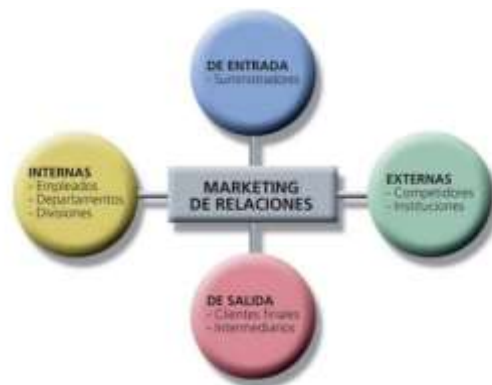 DE ENTRADA
- Suministradores
INTERNAS
- Empleados
- Departamentos
- Divisiones
MARKETING
DE RELACIONES
EXTERNAS
- Competidores
- Instituciones
DE SALIDA
- Clientes finales
- Intermediarios